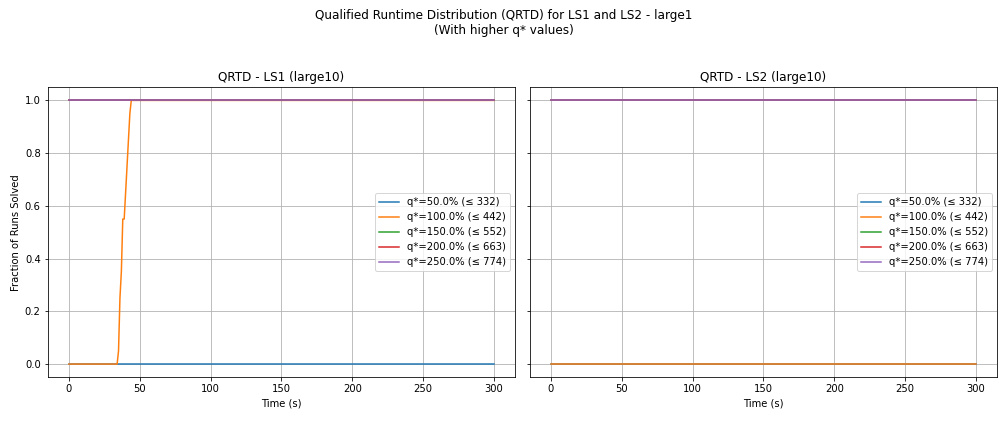 Qualified Runtime Distribution (QRTD) for LS1 and LS2 - large1
(With higher q* values)
QRTD - LS1 (large10)
Fraction of Runs Solved
1.0
0.8
0.6
0.4
0.2
0.0
q*=50.0% (≤ 332)
q*=100.0% (≤ 442)
q*=150.0% (≤ 552)
q*=200.0% (≤ 663)
q*=250.0% (≤ 774)
0 50 100 150 200 250 300
Time (s)
QRTD - LS2 (large10)
q*=50.0% (≤ 332)
q*=100.0% (≤ 442)
q*=150.0% (≤ 552)
q*=200.0% (≤ 663)
q*=250.0% (≤ 774)
0 50 100 150 200 250 300
Time (s)